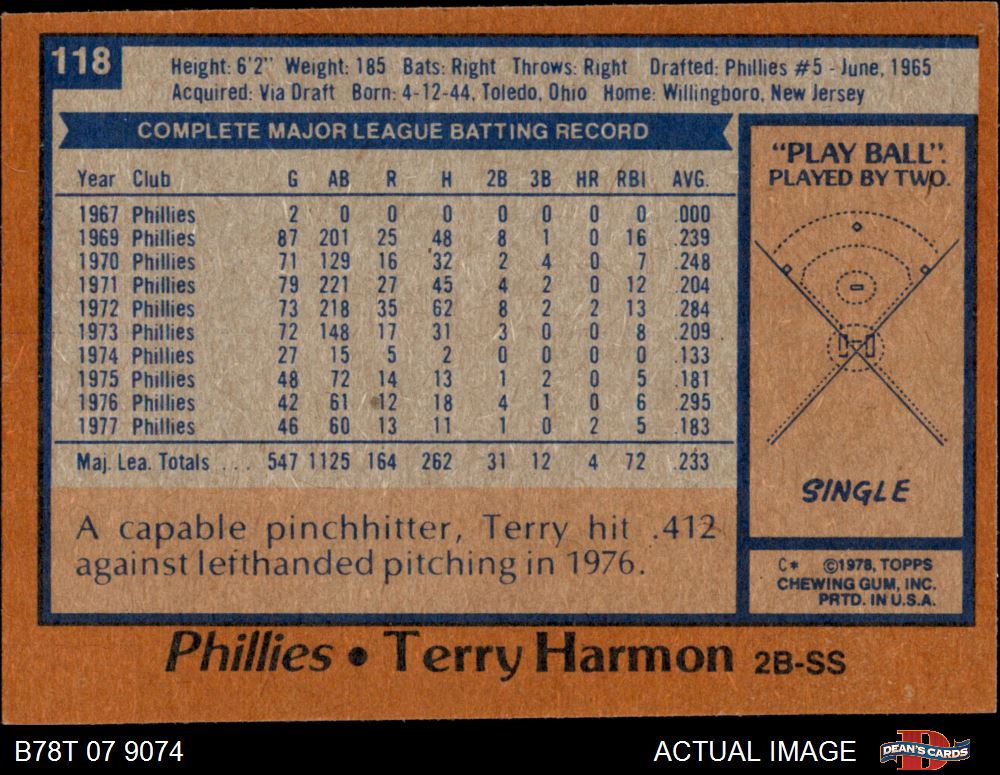 118
Height: 6'2" Weight: 185 Bats: Right Throws: Right Drafted: Phillies #5 - June, 1965
Acquired: Via Draft Born: 4-12-44, Toledo, Ohio Home: Willingboro, New Jersey
COMPLETE MAJOR LEAGUE BATTING RECORD
Year Club G AB R H 2B 3B HR RBI AVG.
1967 Phillies 2 0 0 0 0 0 0 0 .000
1969 Phillies 87 201 25 48 8 1 0 16 .239
1970 Phillies 71 129 16 32 2 4 0 7 .248
1971 Phillies 79 221 27 45 4 2 0 12 .204
1972 Phillies 73 218 35 62 8 2 2 13 .284
1973 Phillies 72 148 17 31 3 0 0 8 .209
1974 Phillies 27 15 5 2 0 0 0 0 .133
1975 Phillies 48 72 14 13 1 2 0 5 .181
1976 Phillies 42 61 12 18 4 1 0 6 .295
1977 Phillies 46 60 13 11 1 0 2 5 .183
Maj. Lea. Totals ... 547 1125 164 262 31 12 4 72 .233
A capable pinchhitter, Terry hit .412
against lefthanded pitching in 1976.
"PLAY BALL".
PLAYED BY TWO.
SINGLE
C* ©1978, TOPPS
CHEWING GUM, INC.
PRTD. IN U.S.A.
Phillies • Terry Harmon 2B-SS
B78T 07 9074 ACTUAL IMAGE
D
DEAN'S CARDS